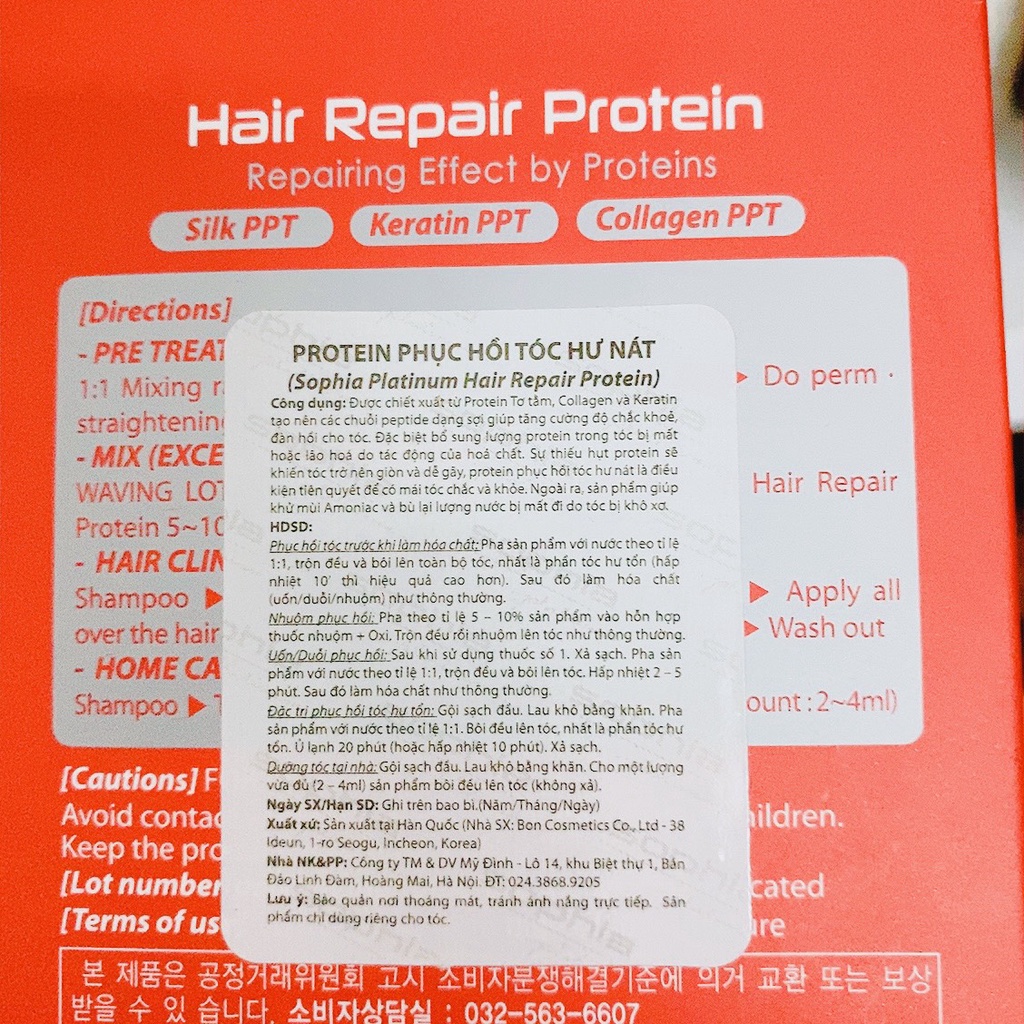 Hair Repair Protein
Repairing Effect by Proteins
Silk PPT Keratin PPT Collagen PPT
[Directions]
- PRE TREAT
1:1 Mixing
▶ Do perm ·
straightening
- MIX (EXCE
WAVING LOT
Hair Repair
Protein 5~10
- HAIR CLIN
Shampoo ▶
▶ Apply all
over the hair
▶ Wash out
- HOME CA
Shampoo ▶
ount : 2~4ml)
PROTEIN PHỤC HỒI TÓC HƯ NÁT
(Sophia Platinum Hair Repair Protein)
Công dụng: Được chiết xuất từ Protein Tơ tằm, Collagen và Keratin
tạo nên các chuỗi peptide dạng sợi giúp tăng cường độ chắc khoẻ,
đàn hồi cho tóc. Đặc biệt bổ sung lượng protein trong tóc bị mất
hoặc lão hoá do tác động của hoá chất. Sự thiếu hụt protein sẽ
khiến tóc trở nên giòn và dễ gãy, protein phục hồi tóc hư nát là điều
kiện tiên quyết để có mái tóc chắc và khỏe. Ngoài ra, sản phẩm giúp
khử mùi Amoniac và bù lại lượng nước bị mất đi do tóc bị khô xơ.
HDSD:
Phục hồi tóc trước khi làm hóa chất: Pha sản phẩm với nước theo tỉ lệ
1:1, trộn đều và bôi lên toàn bộ tóc, nhất là phần tóc hư tổn (hấp
nhiệt 10' thì hiệu quả cao hơn). Sau đó làm hóa chất
(uốn/duỗi/nhuộm) như thông thường.
Nhuộm phục hồi: Pha theo tỉ lệ 5 – 10% sản phẩm vào hỗn hợp
thuốc nhuộm + Oxi. Trộn đều rồi nhuộm lên tóc như thông thường.
Uốn/Duỗi phục hồi: Sau khi sử dụng thuốc số 1. Xả sạch. Pha sản
phẩm với nước theo tỉ lệ 1:1, trộn đều và bôi lên tóc. Hấp nhiệt 2 – 5
phút. Sau đó làm hóa chất như thông thường.
Đặc trị phục hồi tóc hư tổn: Gội sạch đầu. Lau khô bằng khăn. Pha
sản phẩm với nước theo tỉ lệ 1:1. Bôi đều lên tóc, nhất là phần tóc hư
tổn. Ủ lạnh 20 phút (hoặc hấp nhiệt 10 phút). Xả sạch.
Dưỡng tóc tại nhà: Gội sạch đầu. Lau khô bằng khăn. Cho một lượng
vừa đủ (2 – 4ml) sản phẩm bôi đều lên tóc (không xả).
Ngày SX/Hạn SD: Ghi trên bao bì.(Năm/Tháng/Ngày)
Xuất xứ: Sản xuất tại Hàn Quốc (Nhà SX: Bon Cosmetics Co., Ltd - 38
Ideun, 1-ro Seogu, Incheon, Korea)
Nhà NK&PP: Công ty TM & DV Mỹ Đình - Lô 14, khu Biệt thự 1, Bán
Đảo Linh Đàm, Hoàng Mai, Hà Nội. ĐT: 024.3868.9205
Lưu ý: Bảo quản nơi thoáng mát, tránh ánh nắng trực tiếp. Sản
phẩm chỉ dùng riêng cho tóc.
[Cautions] F
Avoid contac
hildren.
Keep the pro
[Lot number
cated
[Terms of us
ure
본 제품은 공정거래위원회 고시 소비자분쟁해결기준에 의거 교환 또는 보상
받을 수 있 습니다. 소비자상담실 : 032-563-6607